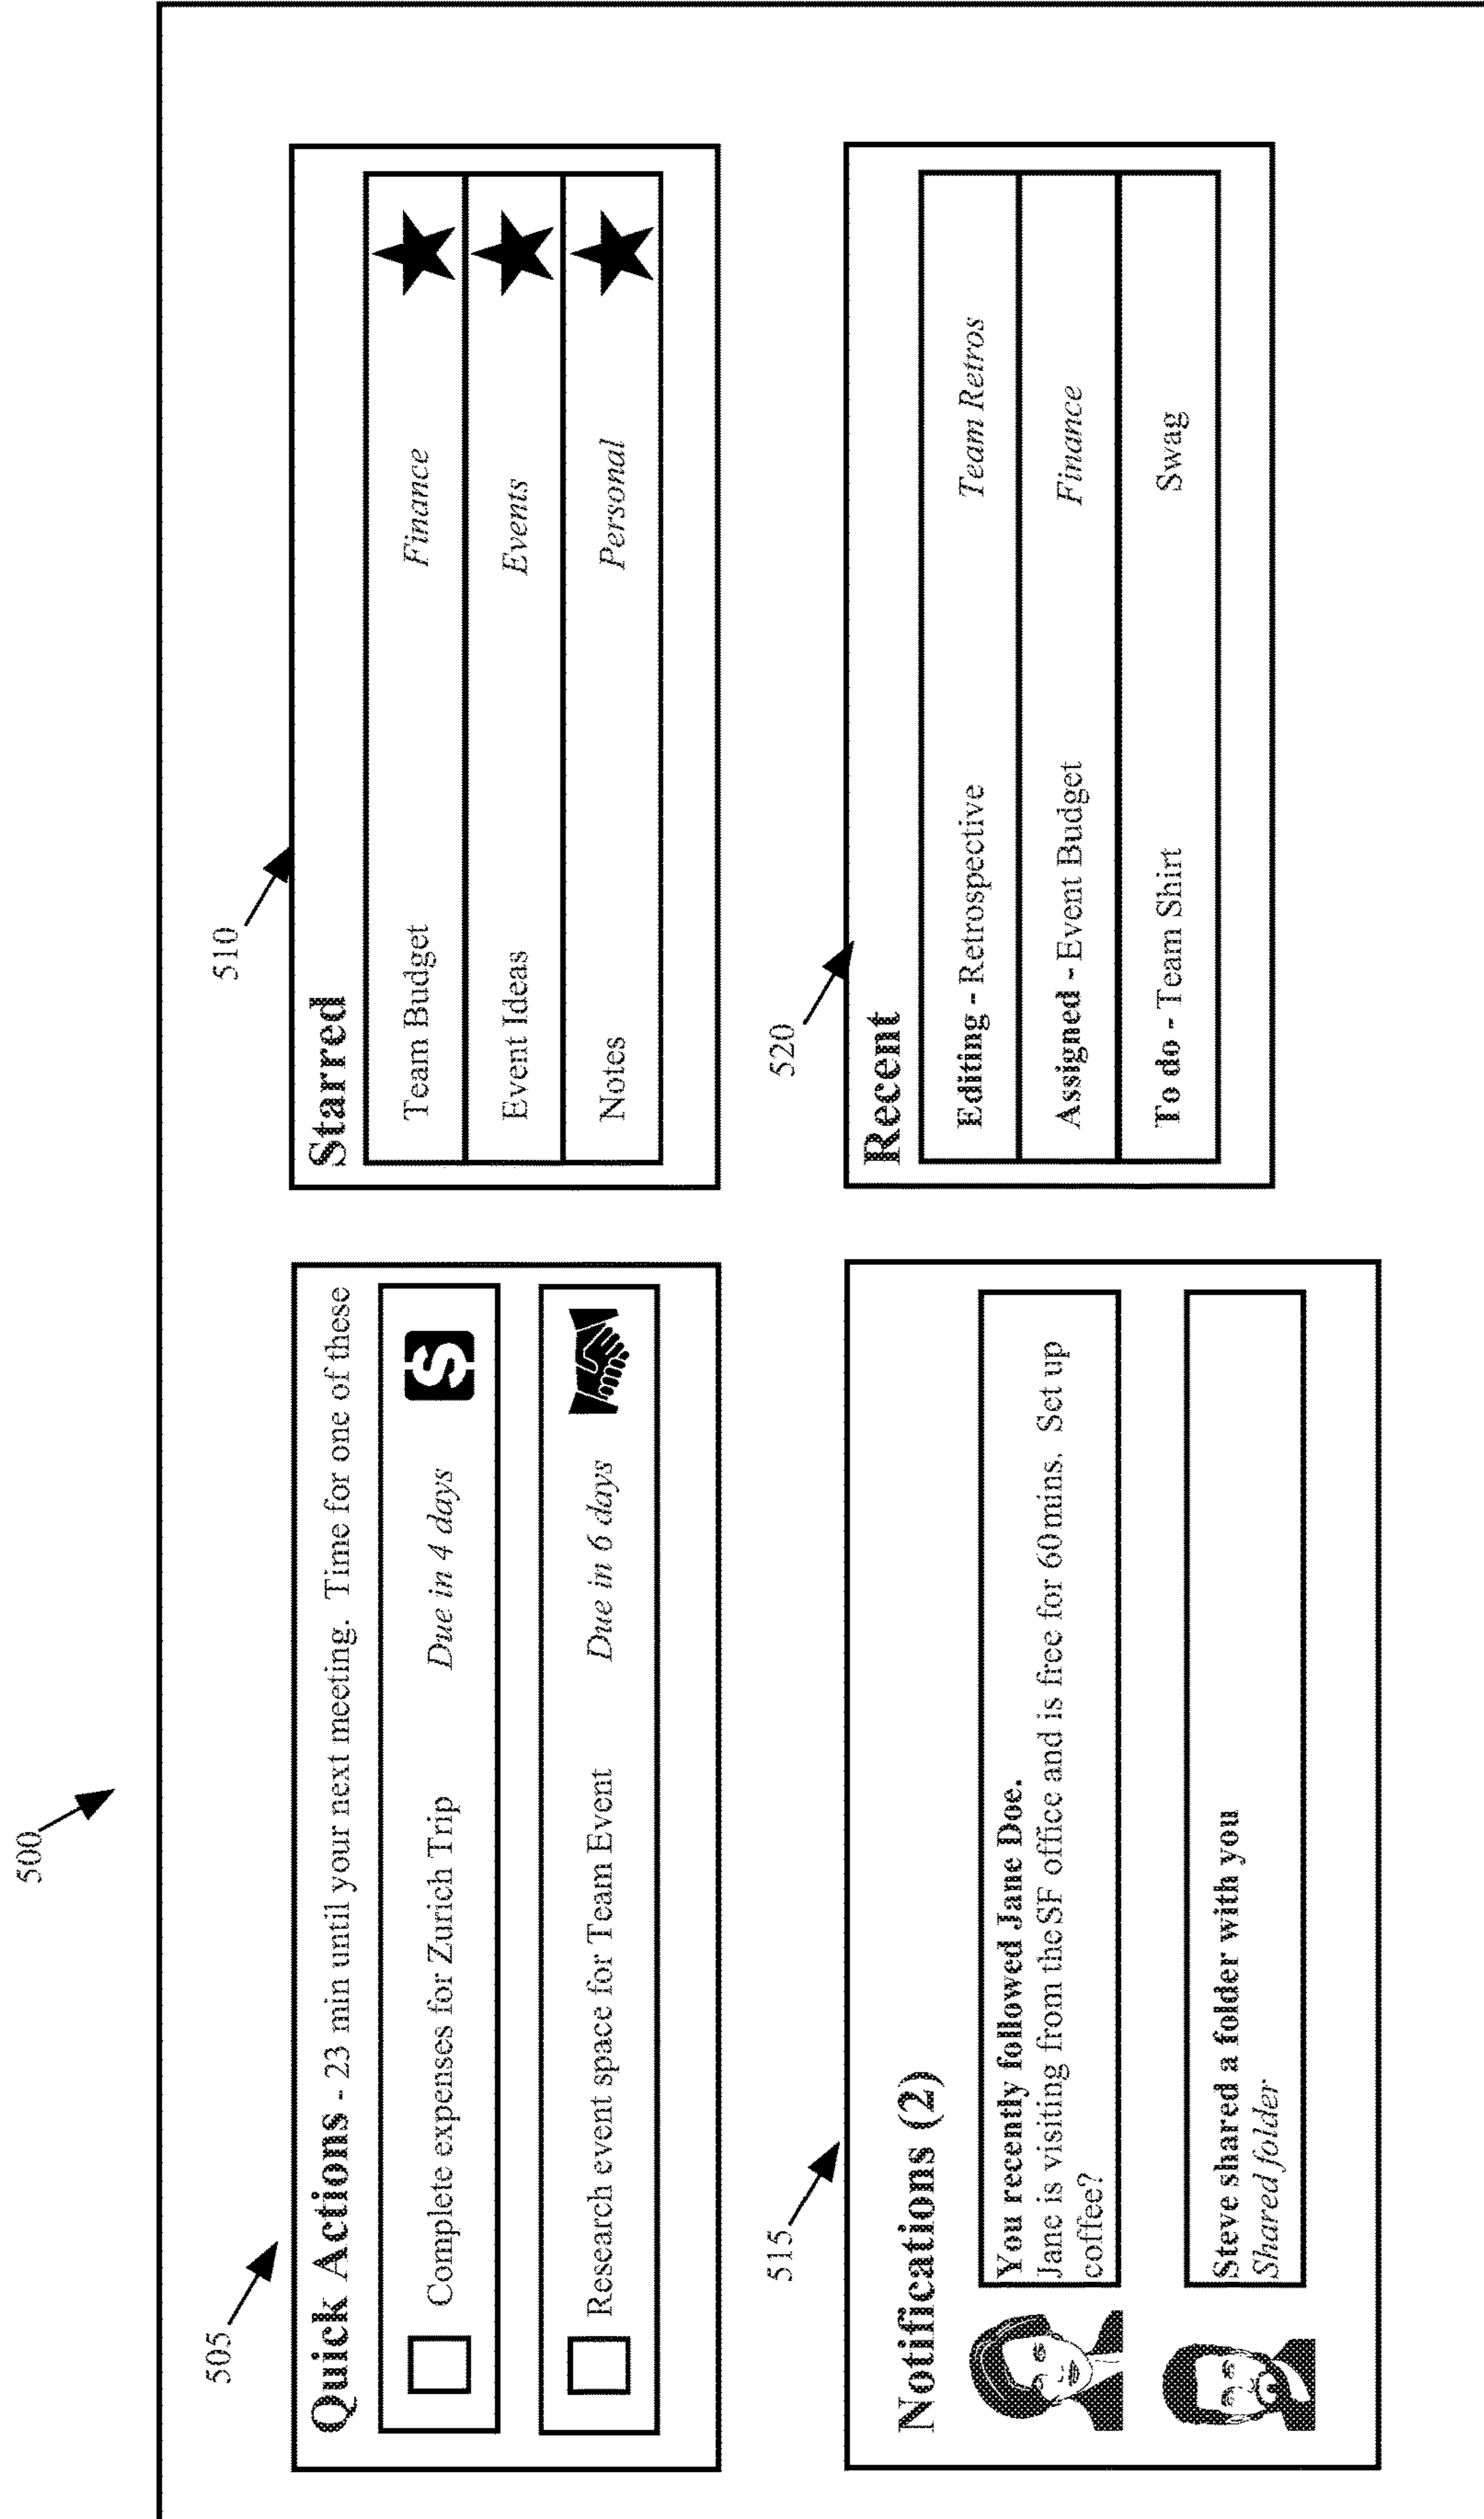 500
505
Quick Actions - 23 min until your next meeting. Time for one of these
Complete expenses for Zurich Trip Due in 4 days $
Research event space for Team Event Due in 6 days
510
Starred
Team Budget Finance
Event Ideas Events
Notes Personal
515
Notifications (2)
You recently followed Jane Doe.
Jane is visiting from the SF office and is free for 60mins. Set up
coffee?
Steve shared a folder with you
Shared folder
520
Recent
Editing - Retrospective Team Retros
Assigned - Event Budget Finance
To do - Team Shirt Swag